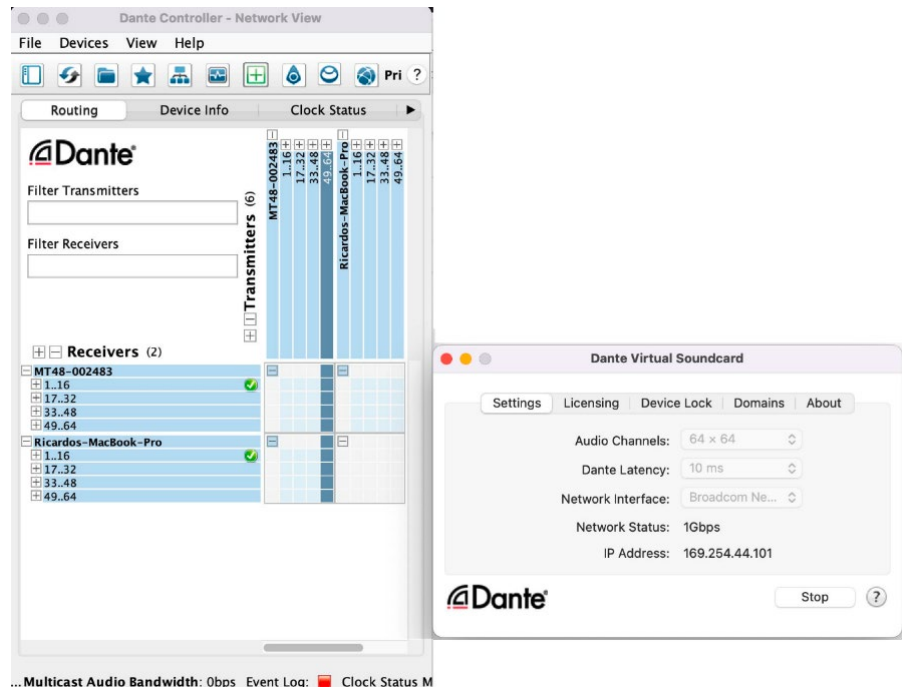 Dante Controller - Network View
File Devices View Help
Pri ?
Routing Device Info Clock Status
Dante
Filter Transmitters
Filter Receivers
Transmitters (6)
MT48-002483
1..16
17..32
33..48
49..64
Ricardos-MacBook-Pro
1..16
17..32
33..48
49..64
Receivers (2)
MT48-002483
1..16
17..32
33..48
49..64
Ricardos-MacBook-Pro
1..16
17..32
33..48
49..64
... Multicast Audio Bandwidth: 0bps Event Log: Clock Status M
Dante Virtual Soundcard
Settings Licensing Device Lock Domains About
Audio Channels: 64 × 64
Dante Latency: 10 ms
Network Interface: Broadcom Ne...
Network Status: 1Gbps
IP Address: 169.254.44.101
Dante
Stop ?